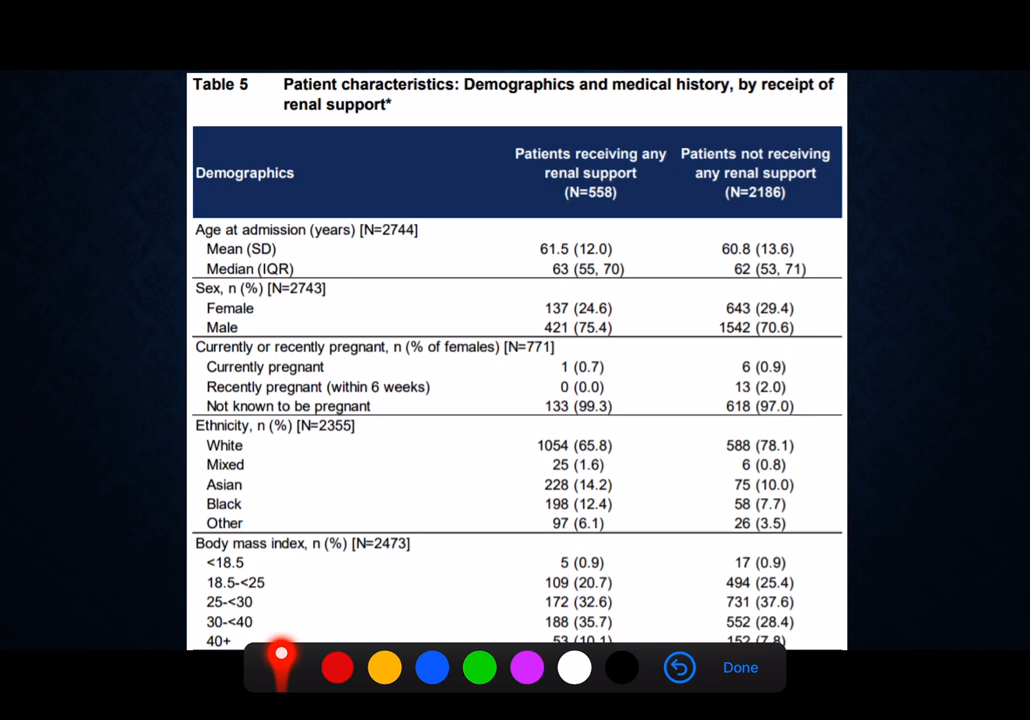 Table 5 Patient characteristics: Demographics and medical history, by receipt of
renal support*
Demographics
Patients receiving any
renal support
(N=558)
Patients not receiving
any renal support
(N=2186)
Age at admission (years) [N=2744]
Mean (SD) 61.5 (12.0) 60.8 (13.6)
Median (IQR) 63 (55, 70) 62 (53, 71)
Sex, n (%) [N=2743]
Female 137 (24.6) 643 (29.4)
Male 421 (75.4) 1542 (70.6)
Currently or recently pregnant, n (% of females) [N=771]
Currently pregnant 1 (0.7) 6 (0.9)
Recently pregnant (within 6 weeks) 0 (0.0) 13 (2.0)
Not known to be pregnant 133 (99.3) 618 (97.0)
Ethnicity, n (%) [N=2355]
White 1054 (65.8) 588 (78.1)
Mixed 25 (1.6) 6 (0.8)
Asian 228 (14.2) 75 (10.0)
Black 198 (12.4) 58 (7.7)
Other 97 (6.1) 26 (3.5)
Body mass index, n (%) [N=2473]
<18.5 5 (0.9) 17 (0.9)
18.5-<25 109 (20.7) 494 (25.4)
25-<30 172 (32.6) 731 (37.6)
30-<40 188 (35.7) 552 (28.4)
40+ 53 (10.1) 152 (7.8)
Done